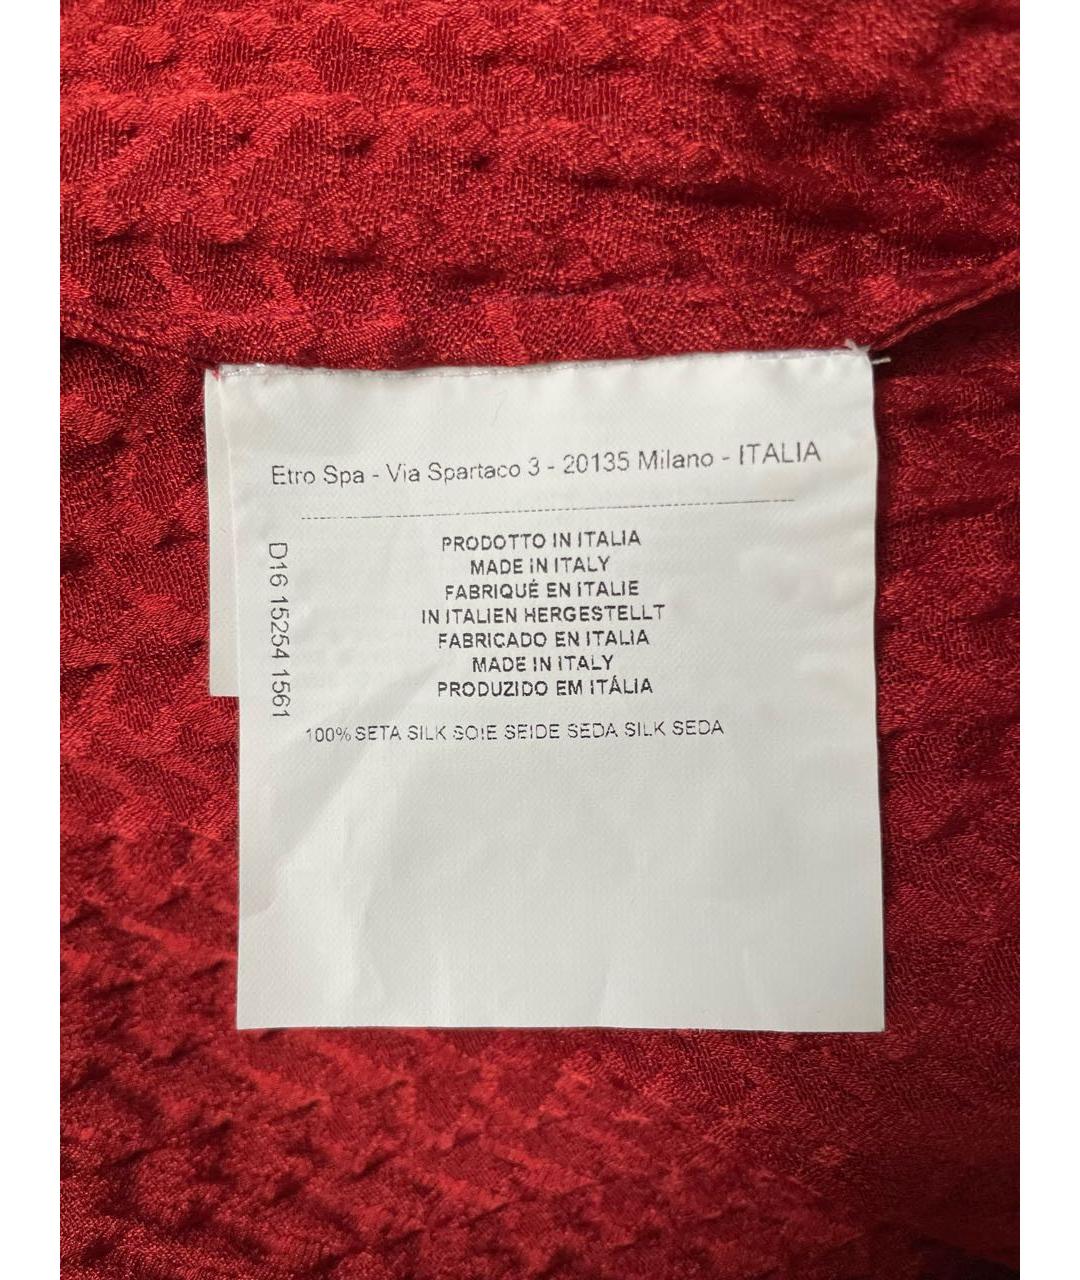 Etro Spa - Via Spartaco 3 - 20135 Milano - ITALIA
PRODOTTO IN ITALIA
MADE IN ITALY
FABRIQUÉ EN ITALIE
IN ITALIEN HERGESTELLT
FABRICADO EN ITALIA
MADE IN ITALY
PRODUZIDO EM ITÁLIA
100% SETA SILK SOIE SEIDE SEDA SILK SEDA
D16 15254 1561